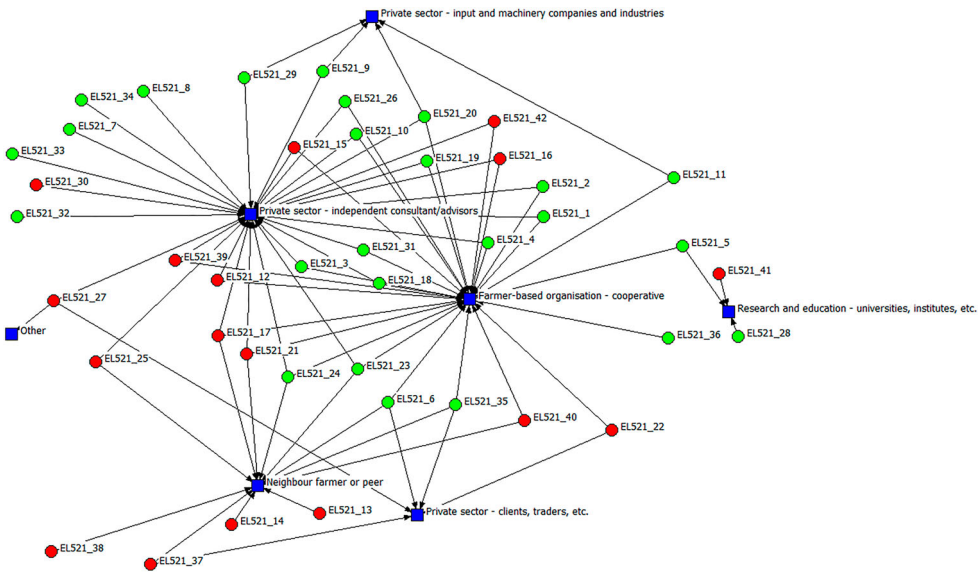 Private sector - input and machinery companies and industries
EL521_29
EL521_9
EL521_8
EL521_34
EL521_26
EL521_20
EL521_42
EL521_7
EL521_10
EL521_15
EL521_33
EL521_19
EL521_16
EL521_11
EL521_30
EL521_2
Private sector - independent consultant/advisors
EL521_32
EL521_1
EL521_4
EL521_31
EL521_5
EL521_39
EL521_3
EL521_41
EL521_12
EL521_18
EL521_27
Farmer-based organisation - cooperative
Research and education - universities, institutes, etc.
Other
EL521_17
EL521_36
EL521_28
EL521_21
EL521_25
EL521_23
EL521_24
EL521_6
EL521_35
EL521_40
EL521_22
Neighbour farmer or peer
EL521_13
Private sector - clients, traders, etc.
EL521_14
EL521_38
EL521_37